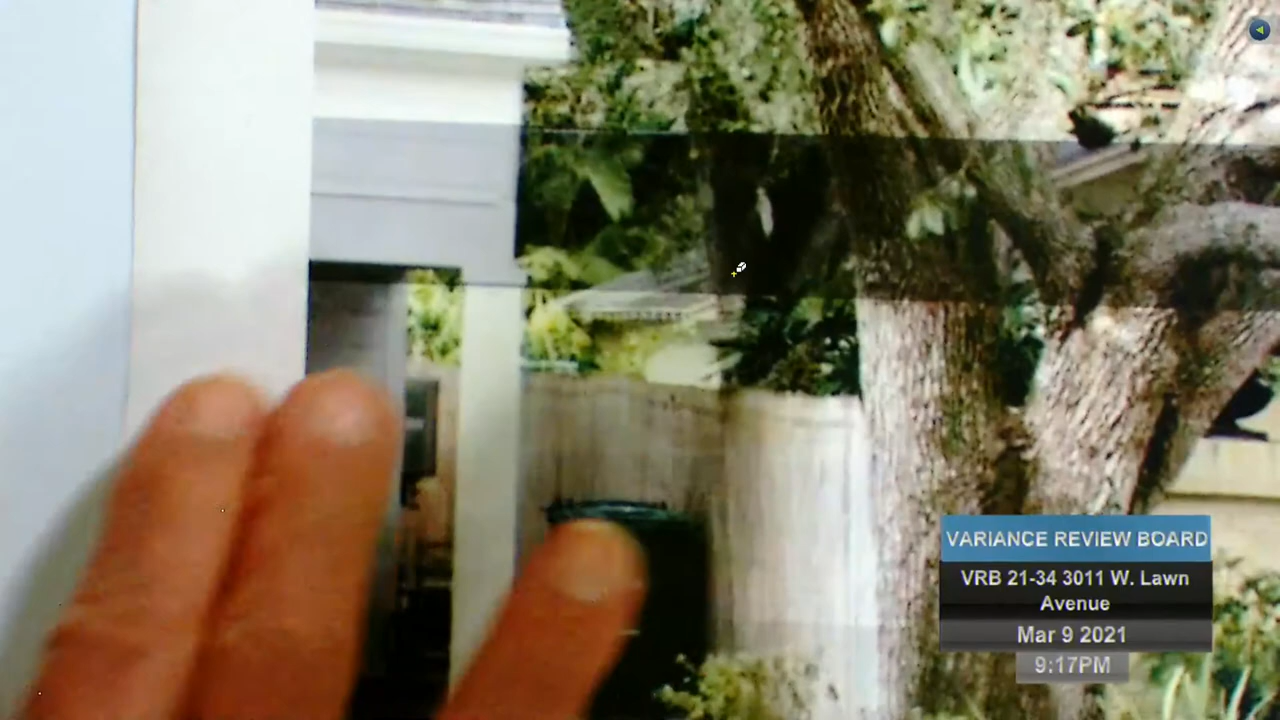 VARIANCE REVIEW BOARD
VRB 21-34 3011 W. Lawn
Avenue
Mar 9 2021
9:17PM